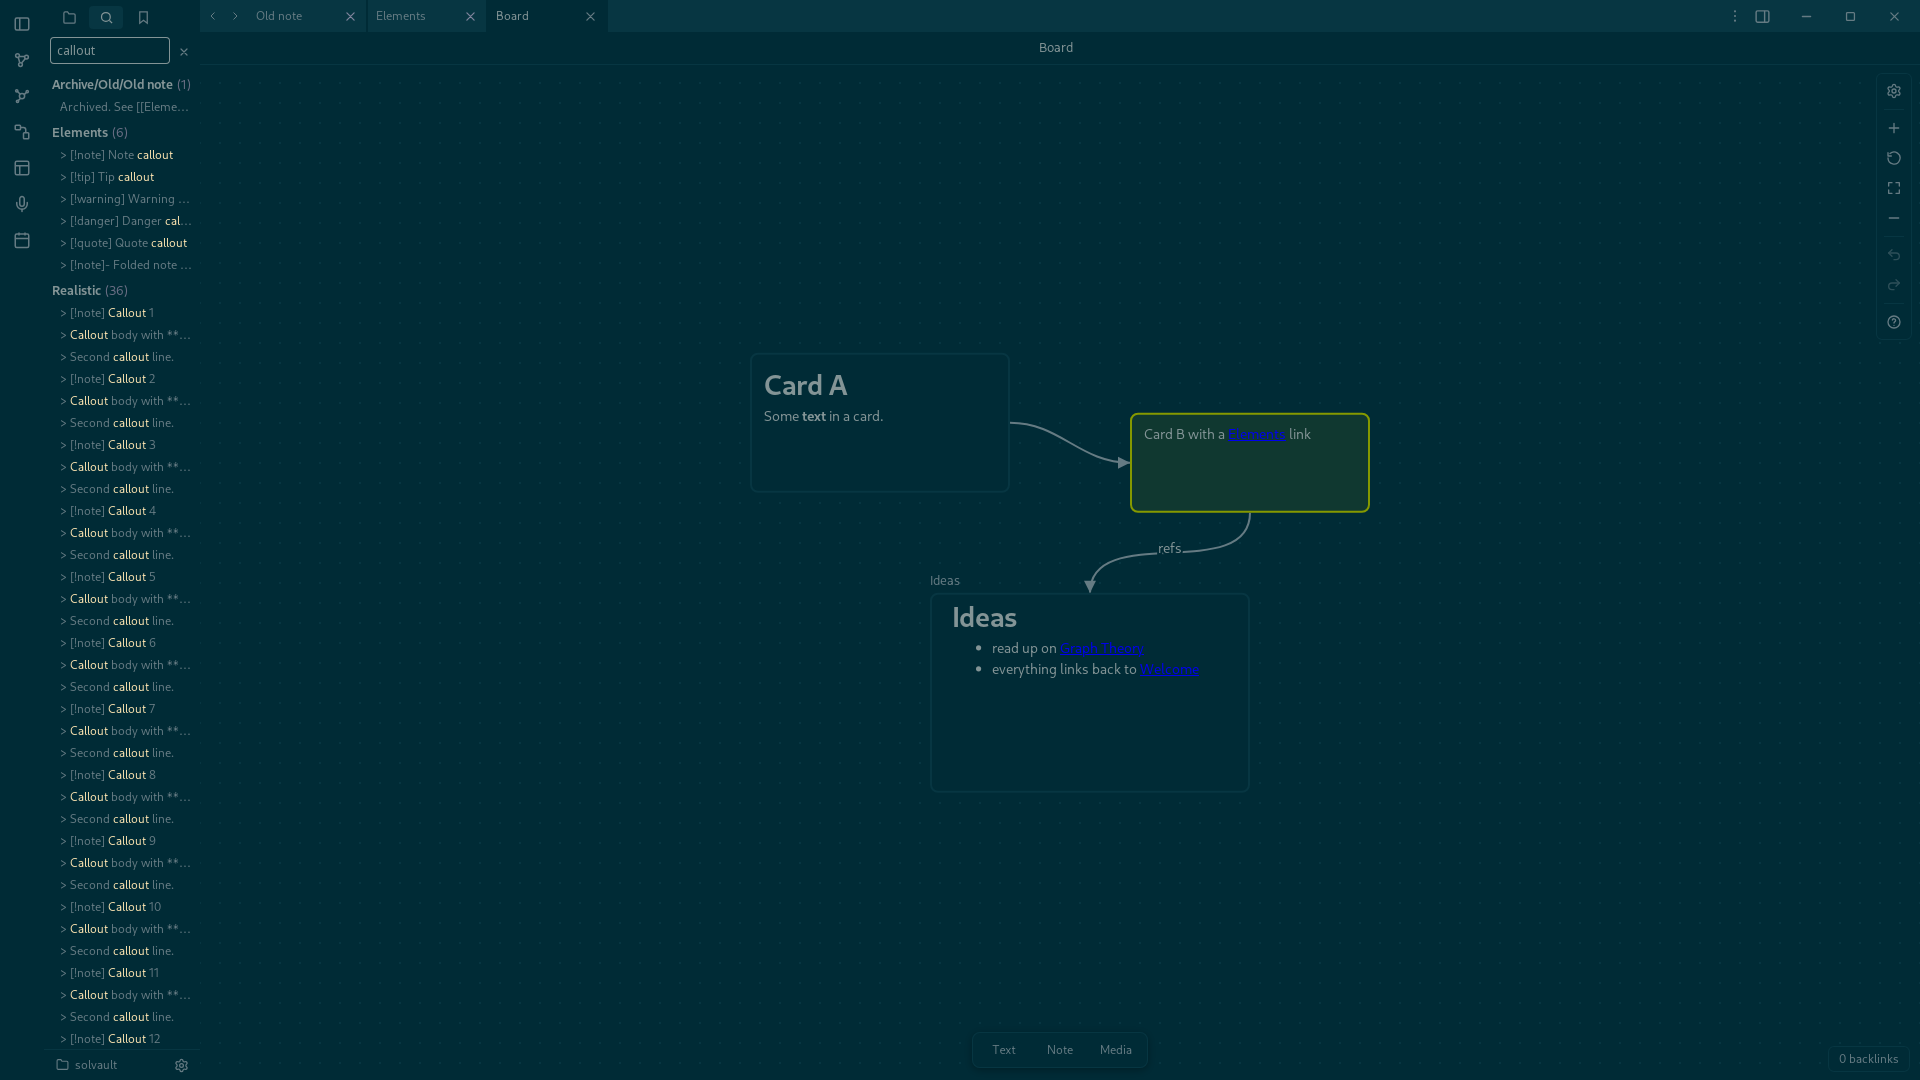 Old note
Elements
Board
callout
Board
Archive/Old/Old note (1)
Archived. See [[Eleme...
Elements (6)
> [!note] Note callout
> [!tip] Tip callout
> [!warning] Warning ...
> [!danger] Danger cal...
> [!quote] Quote callout
> [!note]- Folded note ...
Realistic (36)
> [!note] Callout 1
> Callout body with **...
> Second callout line.
> [!note] Callout 2
> Callout body with **...
> Second callout line.
> [!note] Callout 3
> Callout body with **...
> Second callout line.
> [!note] Callout 4
> Callout body with **...
> Second callout line.
> [!note] Callout 5
> Callout body with **...
> Second callout line.
> [!note] Callout 6
> Callout body with **...
> Second callout line.
> [!note] Callout 7
> Callout body with **...
> Second callout line.
> [!note] Callout 8
> Callout body with **...
> Second callout line.
> [!note] Callout 9
> Callout body with **...
> Second callout line.
> [!note] Callout 10
> Callout body with **...
> Second callout line.
> [!note] Callout 11
> Callout body with **...
> Second callout line.
> [!note] Callout 12
solvault
Card A
Some text in a card.
Card B with a Elements link
refs
Ideas
Ideas
read up on Graph Theory
everything links back to Welcome
Text
Note
Media
0 backlinks